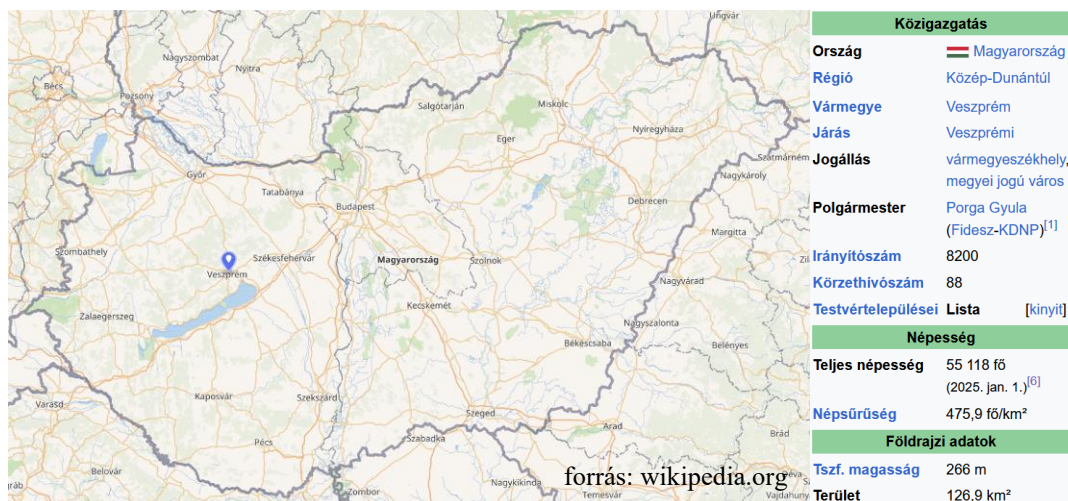 Ungvár
Nagyszombat
Nyitra
Bécs
Pozsony
Salgótarján
Miskolc
Eger
Nyíregyháza
Szatmárném
Győr
Nagykároly
Tatabánya
Budapest
Debrecen
Margitta
Szombathely
Székesfehérvár
Magyarország
Szolnok
Veszprém
Nagyvárad
Zalaegerszeg
Kecskemét
Nagyszalonta
Békéscsaba
Belényes
Kaposvár
Szekszárd
Varasd
Szeged
Arad
Pécs
Szabadka
Brád
Belovár
Nagykikinda
Zombor
Temesvár
Vajdahuny
forrás: wikipedia.org
Közigazgatás
Ország Magyarország
Régió Közép-Dunántúl
Vármegye Veszprém
Járás Veszprémi
Jogállás vármegyeszékhely,
megyei jogú város
Polgármester Porga Gyula
(Fidesz-KDNP)[1]
Irányítószám 8200
Körzethívószám 88
Testvértelepülései Lista [kinyit]
Népesség
Teljes népesség 55 118 fő
(2025. jan. 1.)[6]
Népsűrűség 475,9 fő/km²
Földrajzi adatok
Tszf. magasság 266 m
Terület 126,9 km²